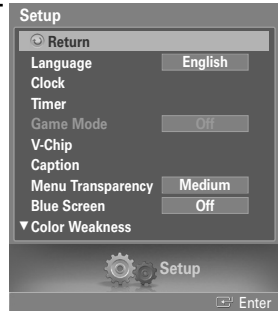 Setup
Return
Language English
Clock
Timer
Game Mode Off
V-Chip
Caption
Menu Transparency Medium
Blue Screen Off
▼Color Weakness
Setup
Enter